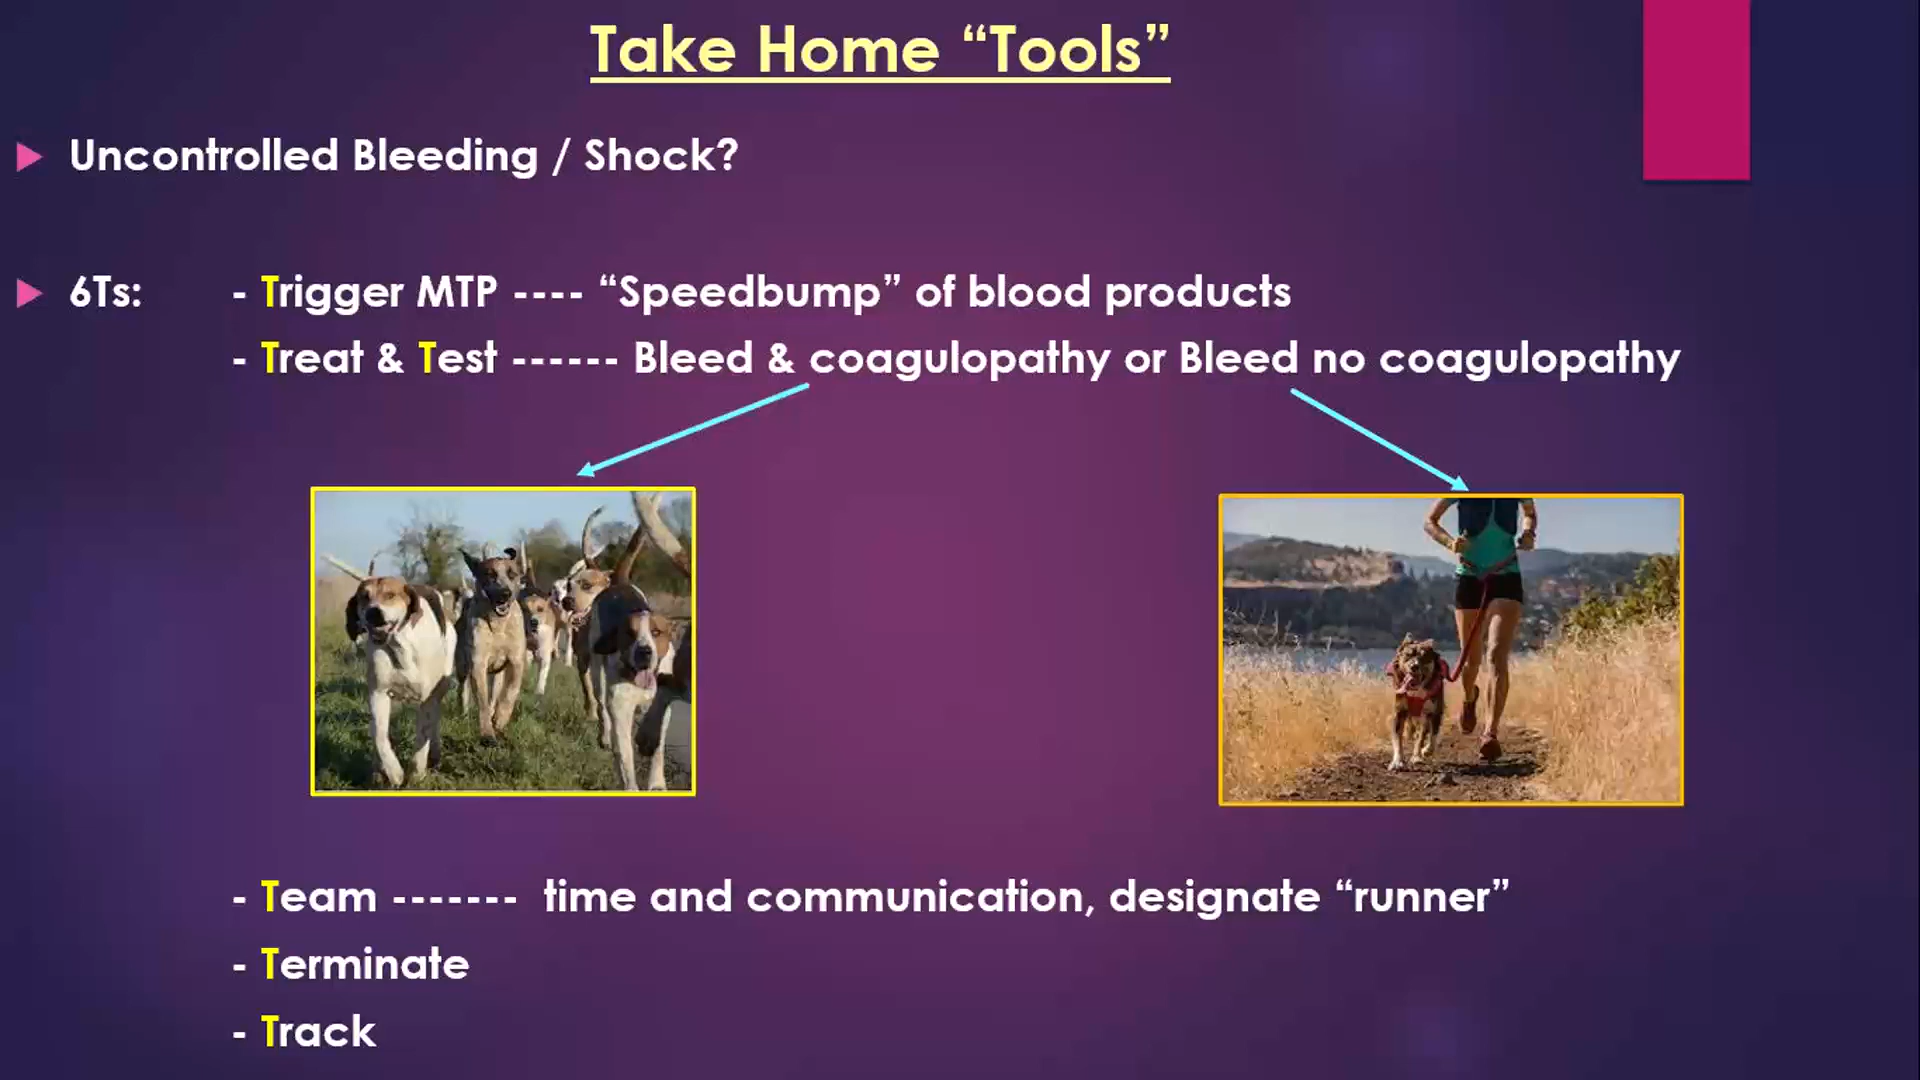 Take Home “Tools”
Uncontrolled Bleeding / Shock?
6Ts: - Trigger MTP ---- “Speedbump” of blood products
- Treat & Test ------ Bleed & coagulopathy or Bleed no coagulopathy
- Team ------- time and communication, designate “runner”
- Terminate
- Track